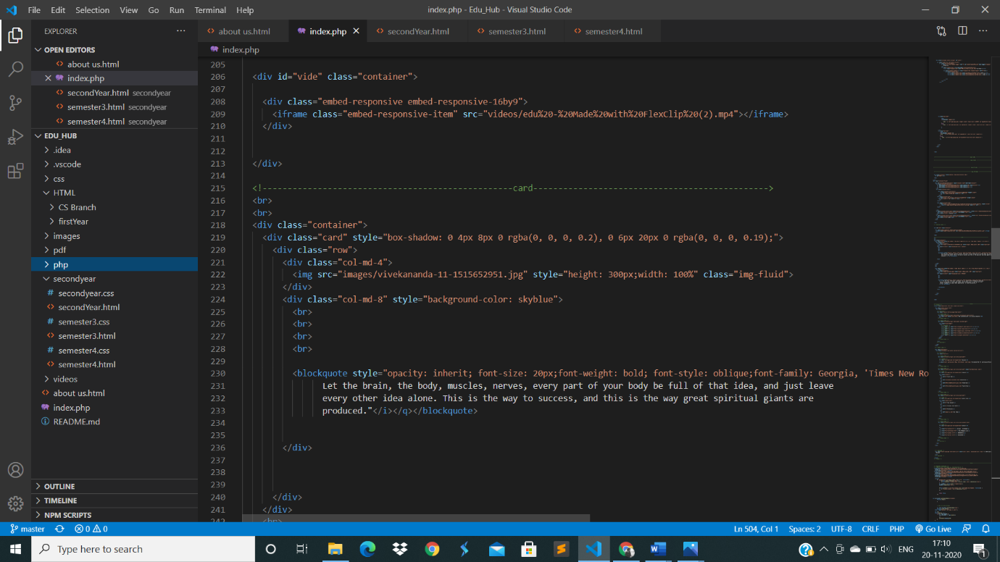 File Edit Selection View Go Run Terminal Help
index.php - Edu_Hub - Visual Studio Code
EXPLORER
OPEN EDITORS
about us.html
index.php
secondYear.html secondyear
semester3.html secondyear
semester4.html secondyear
EDU_HUB
.idea
.vscode
css
HTML
CS Branch
firstYear
images
pdf
php
secondyear
secondyear.css
secondYear.html
semester3.css
semester3.html
semester4.css
semester4.html
videos
about us.html
index.php
README.md
OUTLINE
TIMELINE
NPM SCRIPTS
about us.html index.php secondYear.html semester3.html semester4.html
index.php
205
206 <div id="vide" class="container">
207
208 <div class="embed-responsive embed-responsive-16by9">
209 <iframe class="embed-responsive-item" src="videos/edu%20-%20Made%20with%20FlexClip%20(2).mp4"></iframe>
210 </div>
211
212
213 </div>
214
215 <!--------------------------------------------------card----------------------------------------------->
216 <br>
217 <br>
218 <div class="container">
219 <div class="card" style="box-shadow: 0 4px 8px 0 rgba(0, 0, 0, 0.2), 0 6px 20px 0 rgba(0, 0, 0, 0.19);">
220 <div class="row">
221 <div class="col-md-4">
222 <img src="images/vivekananda-11-1515652951.jpg" style="height: 300px;width: 100%" class="img-fluid">
223 </div>
224 <div class="col-md-8" style="background-color: skyblue">
225 <br>
226 <br>
227 <br>
228 <br>
229
230 <blockquote style="opacity: inherit; font-size: 20px;font-weight: bold; font-style: oblique;font-family: Georgia, 'Times New Ro
231 Let the brain, the body, muscles, nerves, every part of your body be full of that idea, and just leave
232 every other idea alone. This is the way to success, and this is the way great spiritual giants are
233 produced."</i></q></blockquote>
234
235
236 </div>
237
238
239
240 </div>
241 </div>
242 <br>
master 0 0 Ln 504, Col 1 Spaces: 2 UTF-8 CRLF PHP Go Live
Type here to search
ENG
17:10
20-11-2020
1